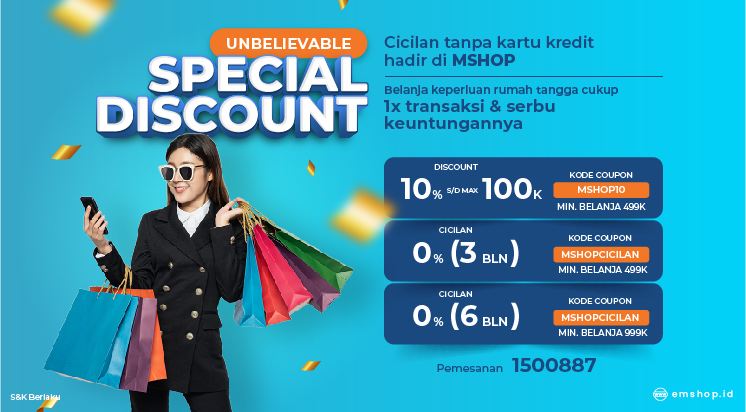 UNBELIEVABLE
SPECIAL
DISCOUNT
Cicilan tanpa kartu kredit
hadir di MSHOP
Belanja keperluan rumah tangga cukup
1x transaksi & serbu
keuntungannya
DISCOUNT
10% S/D MAX 100K
KODE COUPON
MSHOP10
MIN. BELANJA 499K
CICILAN
0% (3 BLN)
KODE COUPON
MSHOPCICILAN
MIN. BELANJA 499K
CICILAN
0% (6 BLN)
KODE COUPON
MSHOPCICILAN
MIN. BELANJA 999K
Pemesanan 1500887
S&K Berlaku
emshop.id